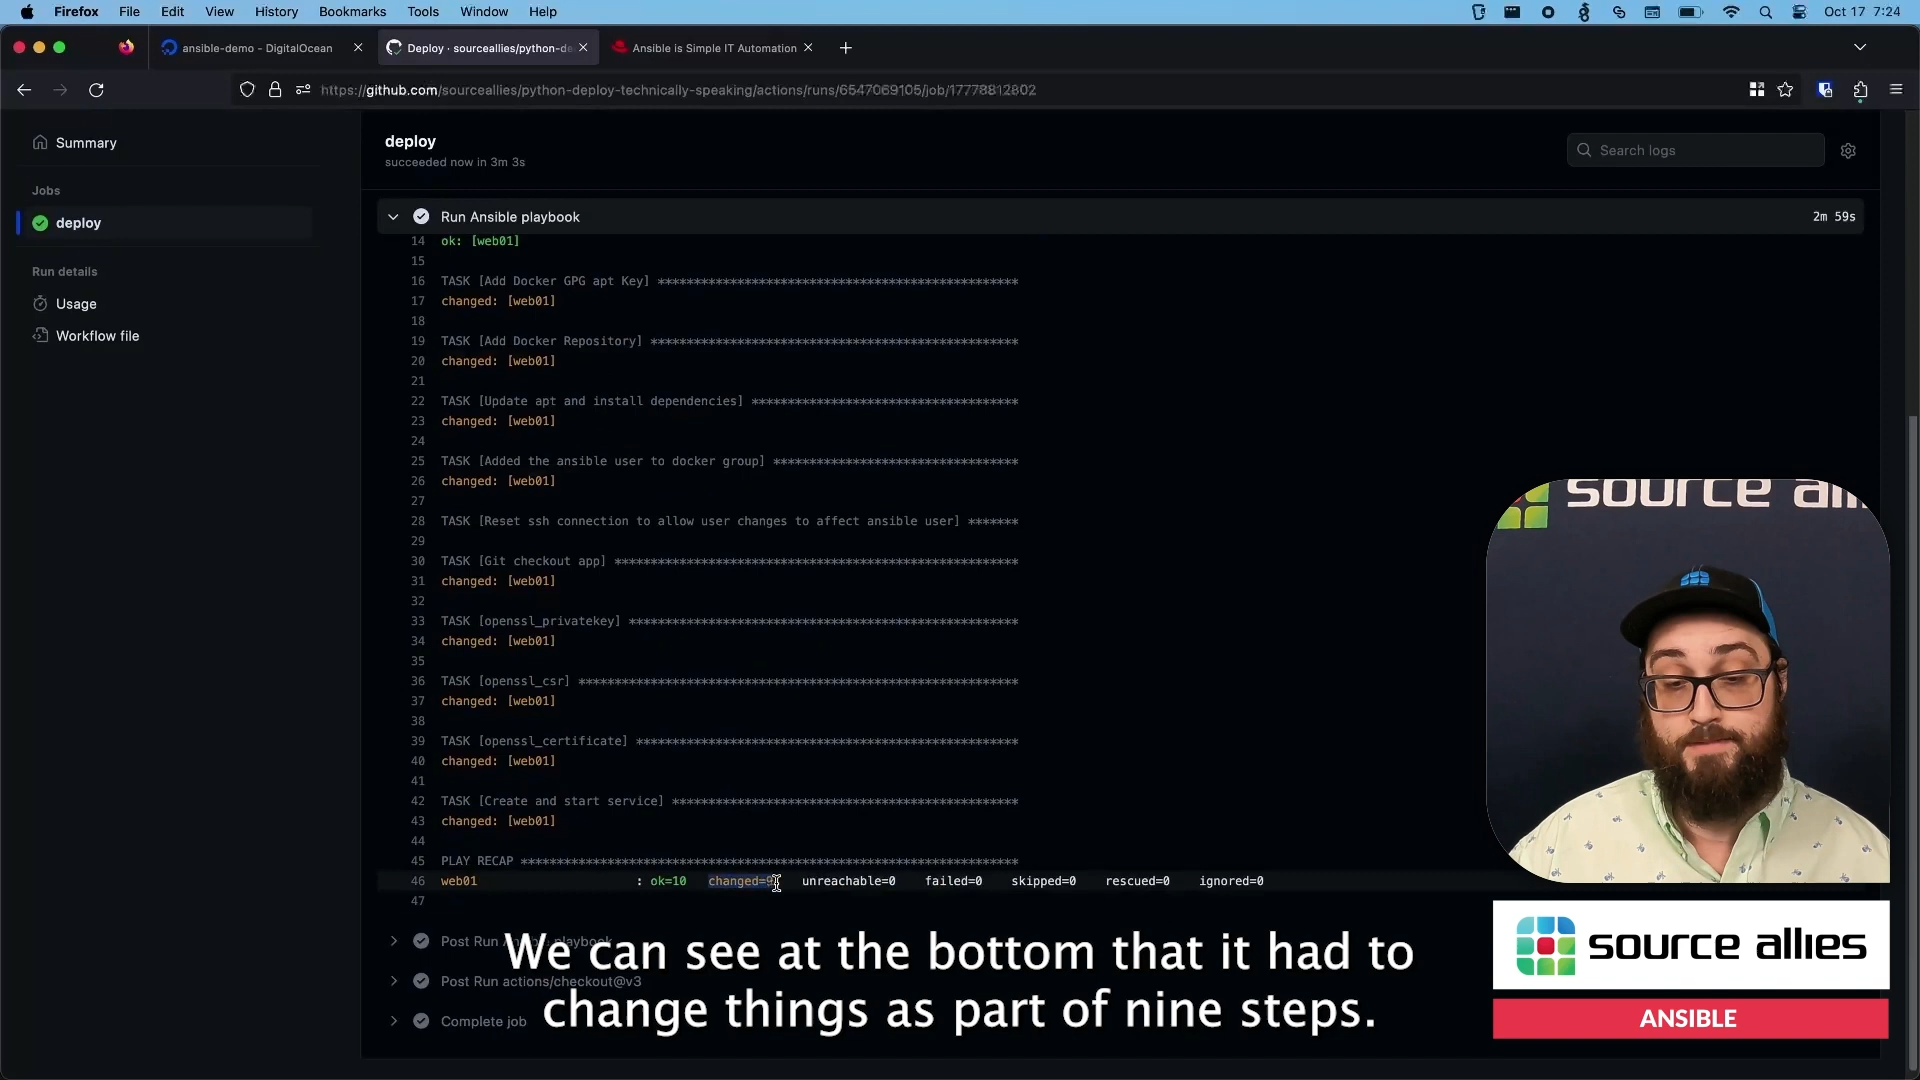 Firefox File Edit View History Bookmarks Tools Window Help Oct 17 7:24
ansible-demo - DigitalOcean Deploy · sourceallies/python-de Ansible is Simple IT Automation
https://github.com/sourceallies/python-deploy-technically-speaking/actions/runs/6547069105/job/17778812802
Summary
Jobs
deploy
Run details
Usage
Workflow file
deploy
succeeded now in 3m 3s
Search logs
Run Ansible playbook 2m 59s
14 ok: [web01]
15
16 TASK [Add Docker GPG apt Key] **************************************************
17 changed: [web01]
18
19 TASK [Add Docker Repository] ***************************************************
20 changed: [web01]
21
22 TASK [Update apt and install dependencies] *************************************
23 changed: [web01]
24
25 TASK [Added the ansible user to docker group] **********************************
26 changed: [web01]
27
28 TASK [Reset ssh connection to allow user changes to affect ansible user] *******
29
30 TASK [Git checkout app] ********************************************************
31 changed: [web01]
32
33 TASK [openssl_privatekey] ******************************************************
34 changed: [web01]
35
36 TASK [openssl_csr] *************************************************************
37 changed: [web01]
38
39 TASK [openssl_certificate] *****************************************************
40 changed: [web01]
41
42 TASK [Create and start service] ************************************************
43 changed: [web01]
44
45 PLAY RECAP *********************************************************************
46 web01 : ok=10 changed=9 unreachable=0 failed=0 skipped=0 rescued=0 ignored=0
47
Post Run Ansible playbook
Post Run actions/checkout@v3
Complete job
We can see at the bottom that it had to
change things as part of nine steps.
source alli
source allies
ANSIBLE